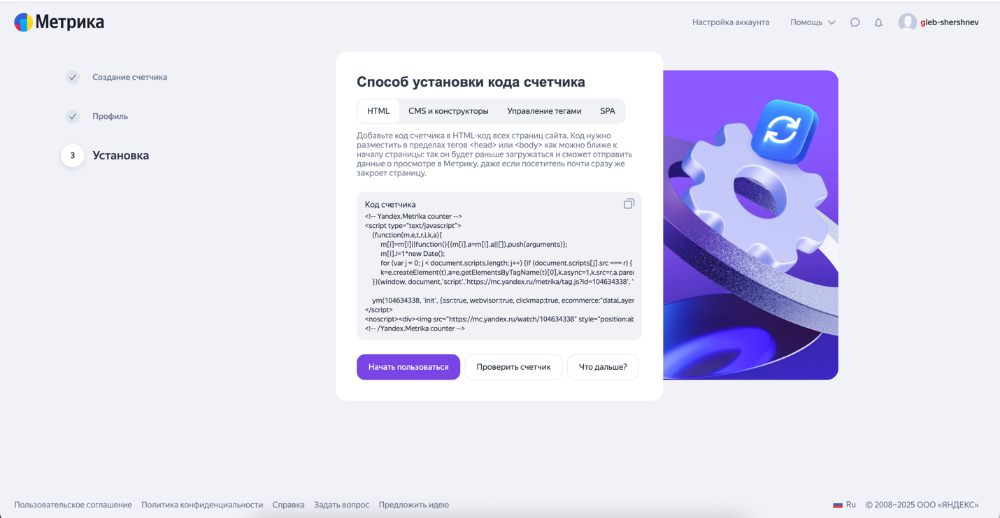 Метрика
Настройка аккаунта
Помощь
gleb-shershnev
Создание счетчика
Профиль
3
Установка
Способ установки кода счетчика
HTML
CMS и конструкторы
Управление тегами
SPA
Добавьте код счетчика в HTML-код всех страниц сайта. Код нужно
разместить в пределах тегов <head> или <body> как можно ближе к
началу страницы: так он будет раньше загружаться и сможет отправить
данные о просмотре в Метрику, даже если посетитель почти сразу же
закроет страницу.
Код счетчика
<!-- Yandex.Metrika counter -->
<script type="text/javascript">
(function(m,e,t,r,i,k,a){
m[i]=m[i]||function(){(m[i].a=m[i].a||[]).push(arguments)};
m[i].l=1*new Date();
for (var j = 0; j < document.scripts.length; j++) {if (document.scripts[j].src === r) {
k=e.createElement(t),a=e.getElementsByTagName(t)[0],k.async=1,k.src=r,a.paren
})(window, document,'script','https://mc.yandex.ru/metrika/tag.js?id=104634338', '
ym(104634338, 'init', {ssr:true, webvisor:true, clickmap:true, ecommerce:"dataLayer
</script>
<noscript><div><img src="https://mc.yandex.ru/watch/104634338" style="position:ab
<!-- /Yandex.Metrika counter -->
Начать пользоваться
Проверить счетчик
Что дальше?
Пользовательское соглашение
Политика конфиденциальности
Справка
Задать вопрос
Предложить идею
Ru
© 2008–2025 ООО «ЯНДЕКС»